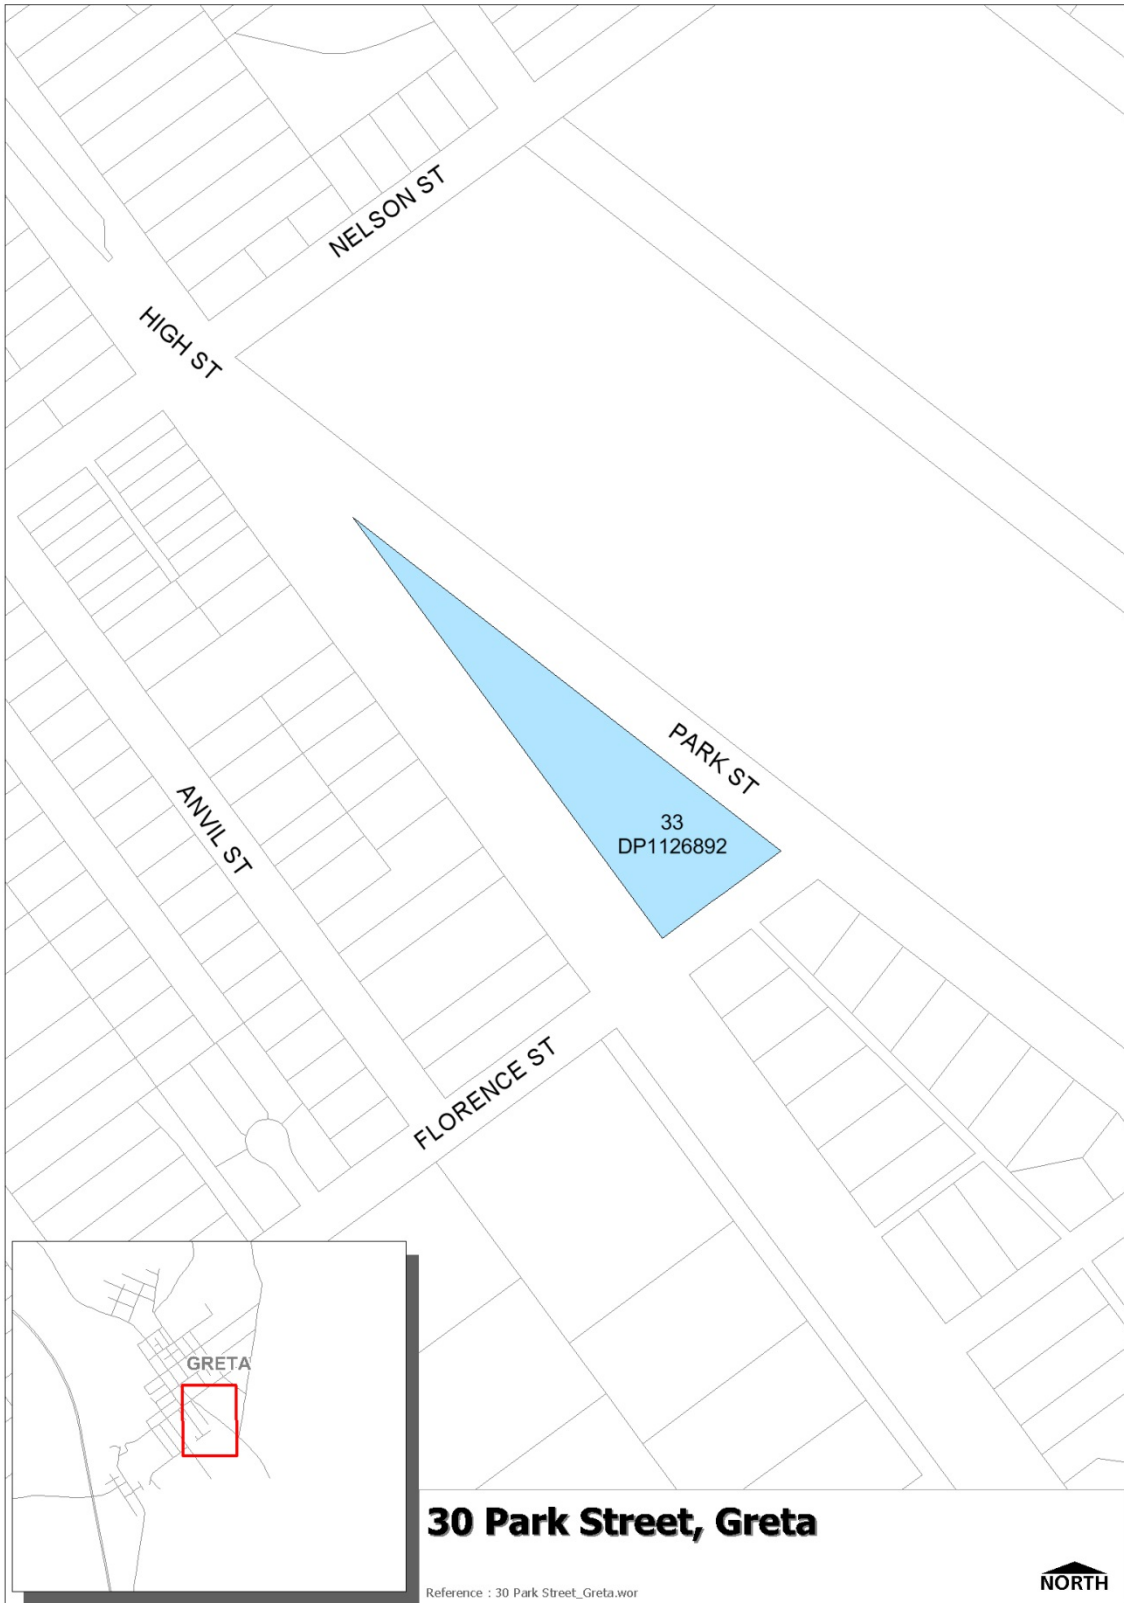 NELSON ST
HIGH ST
PARK ST
33
DP1126892
ANVIL ST
FLORENCE ST
GRETA
30 Park Street, Greta
Reference : 30 Park Street_Greta.wor
NORTH